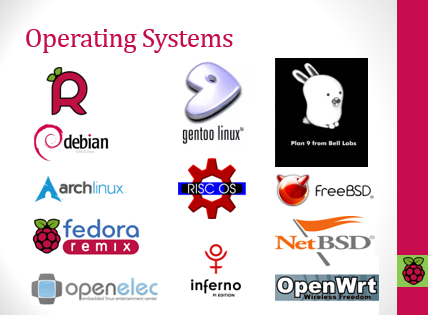 Operating Systems
R
debian
archlinux
fedora
remix
openelec
embedded linux entertainment center
gentoo linux™
RISC OS
inferno
PI EDITION
Plan 9 from Bell Labs
FreeBSD®
NetBSD®
OpenWrt
Wireless Freedom